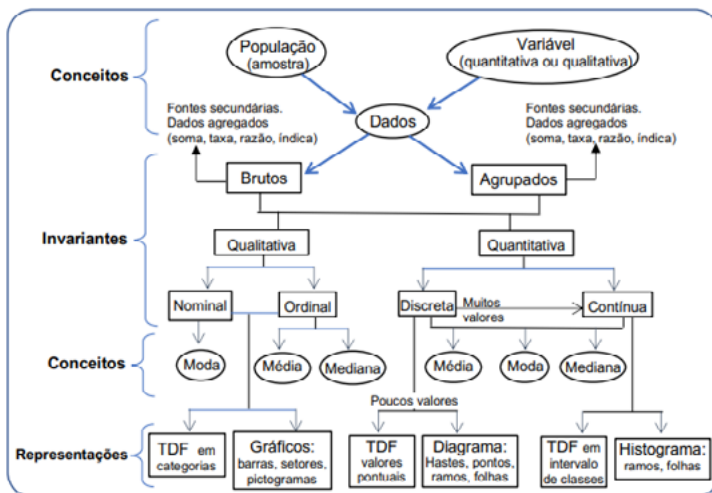 População
(amostra)
Variável
(quantitativa ou qualitativa)
Conceitos
Fontes secundárias.
Dados agregados
(soma, taxa, razão, índica)
Dados
Fontes secundárias.
Dados agregados
(soma, taxa, razão, índica)
Brutos
Agrupados
Invariantes
Qualitativa
Quantitativa
Nominal
Ordinal
Discreta
Muitos
valores
Contínua
Conceitos
Moda
Média
Mediana
Média
Moda
Mediana
Poucos valores
Representações
TDF em
categorias
Gráficos:
barras, setores,
pictogramas
TDF
valores
pontuais
Diagrama:
Hastes, pontos,
ramos, folhas
TDF em
intervalo
de classes
Histograma:
ramos, folhas